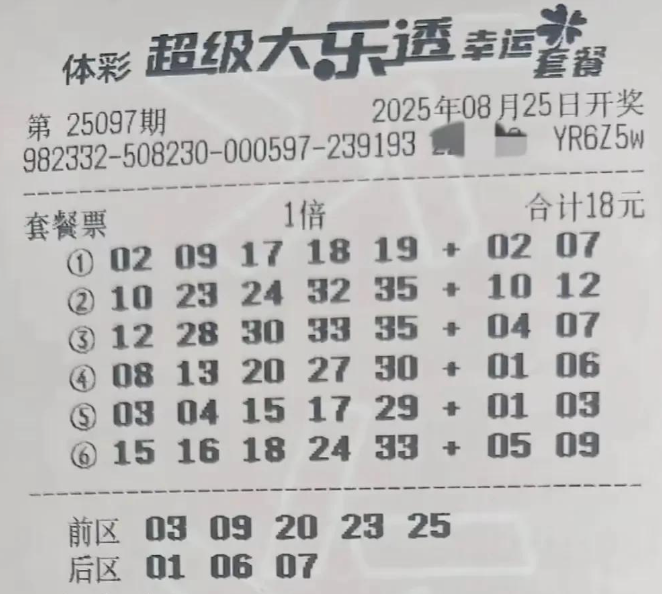 体彩 超级大乐透 幸运套餐
第 25097期 2025年08月25日开奖
982332-508230-000597-239193 YR6Z5w
套餐票 1倍 合计18元
① 02 09 17 18 19 + 02 07
② 10 23 24 32 35 + 10 12
③ 12 28 30 33 35 + 04 07
④ 08 13 20 27 30 + 01 06
⑤ 03 04 15 17 29 + 01 03
⑥ 15 16 18 24 33 + 05 09
前区 03 09 20 23 25
后区 01 06 07